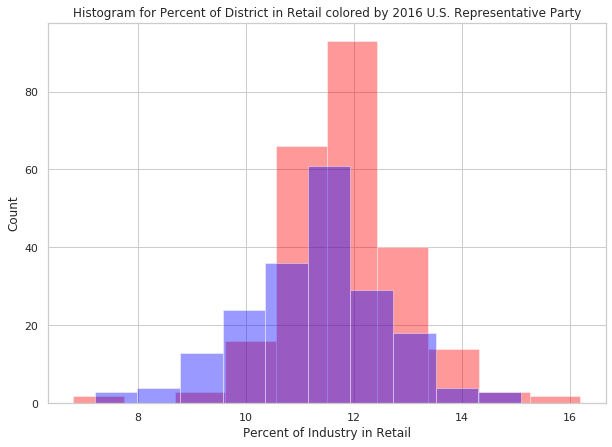 Histogram for Percent of District in Retail colored by 2016 U.S. Representative Party
80
60
40
20
0
Count
8 10 12 14 16
Percent of Industry in Retail